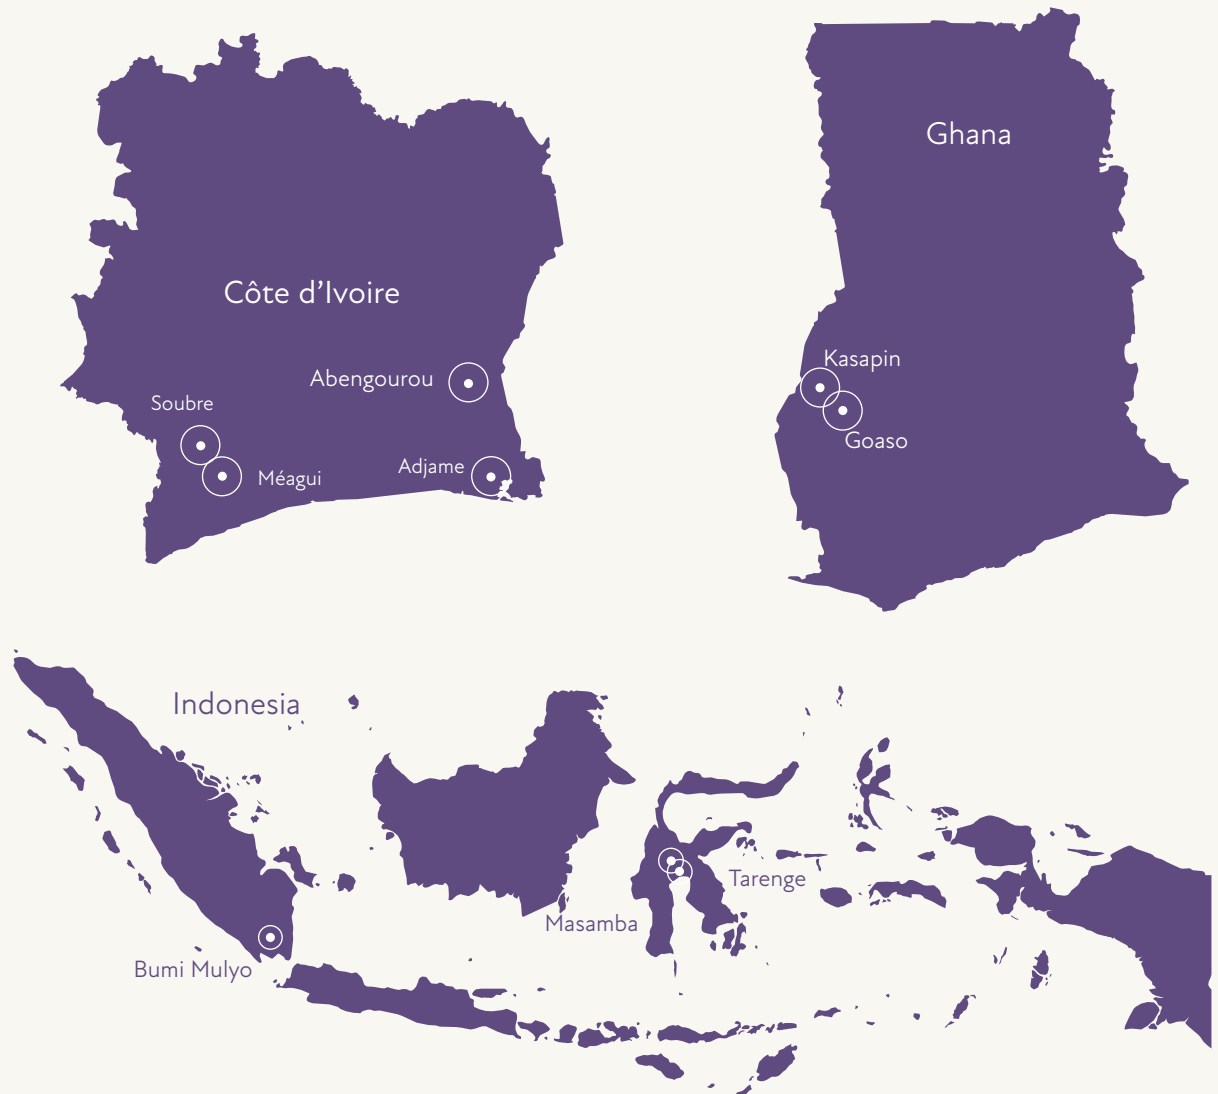 Ghana
Côte d'Ivoire
Kasapin
Abengourou
Soubre
Goaso
Adjame
Méagui
Indonesia
Tarenge
Masamba
Bumi Mulyo